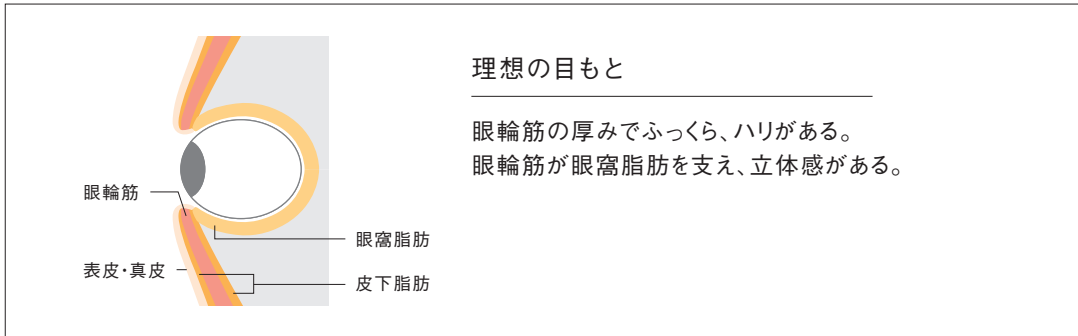 理想の目もと
眼輪筋の厚みでふっくら、ハリがある。
眼輪筋が眼窩脂肪を支え、立体感がある。
眼輪筋
眼窩脂肪
表皮・真皮
皮下脂肪